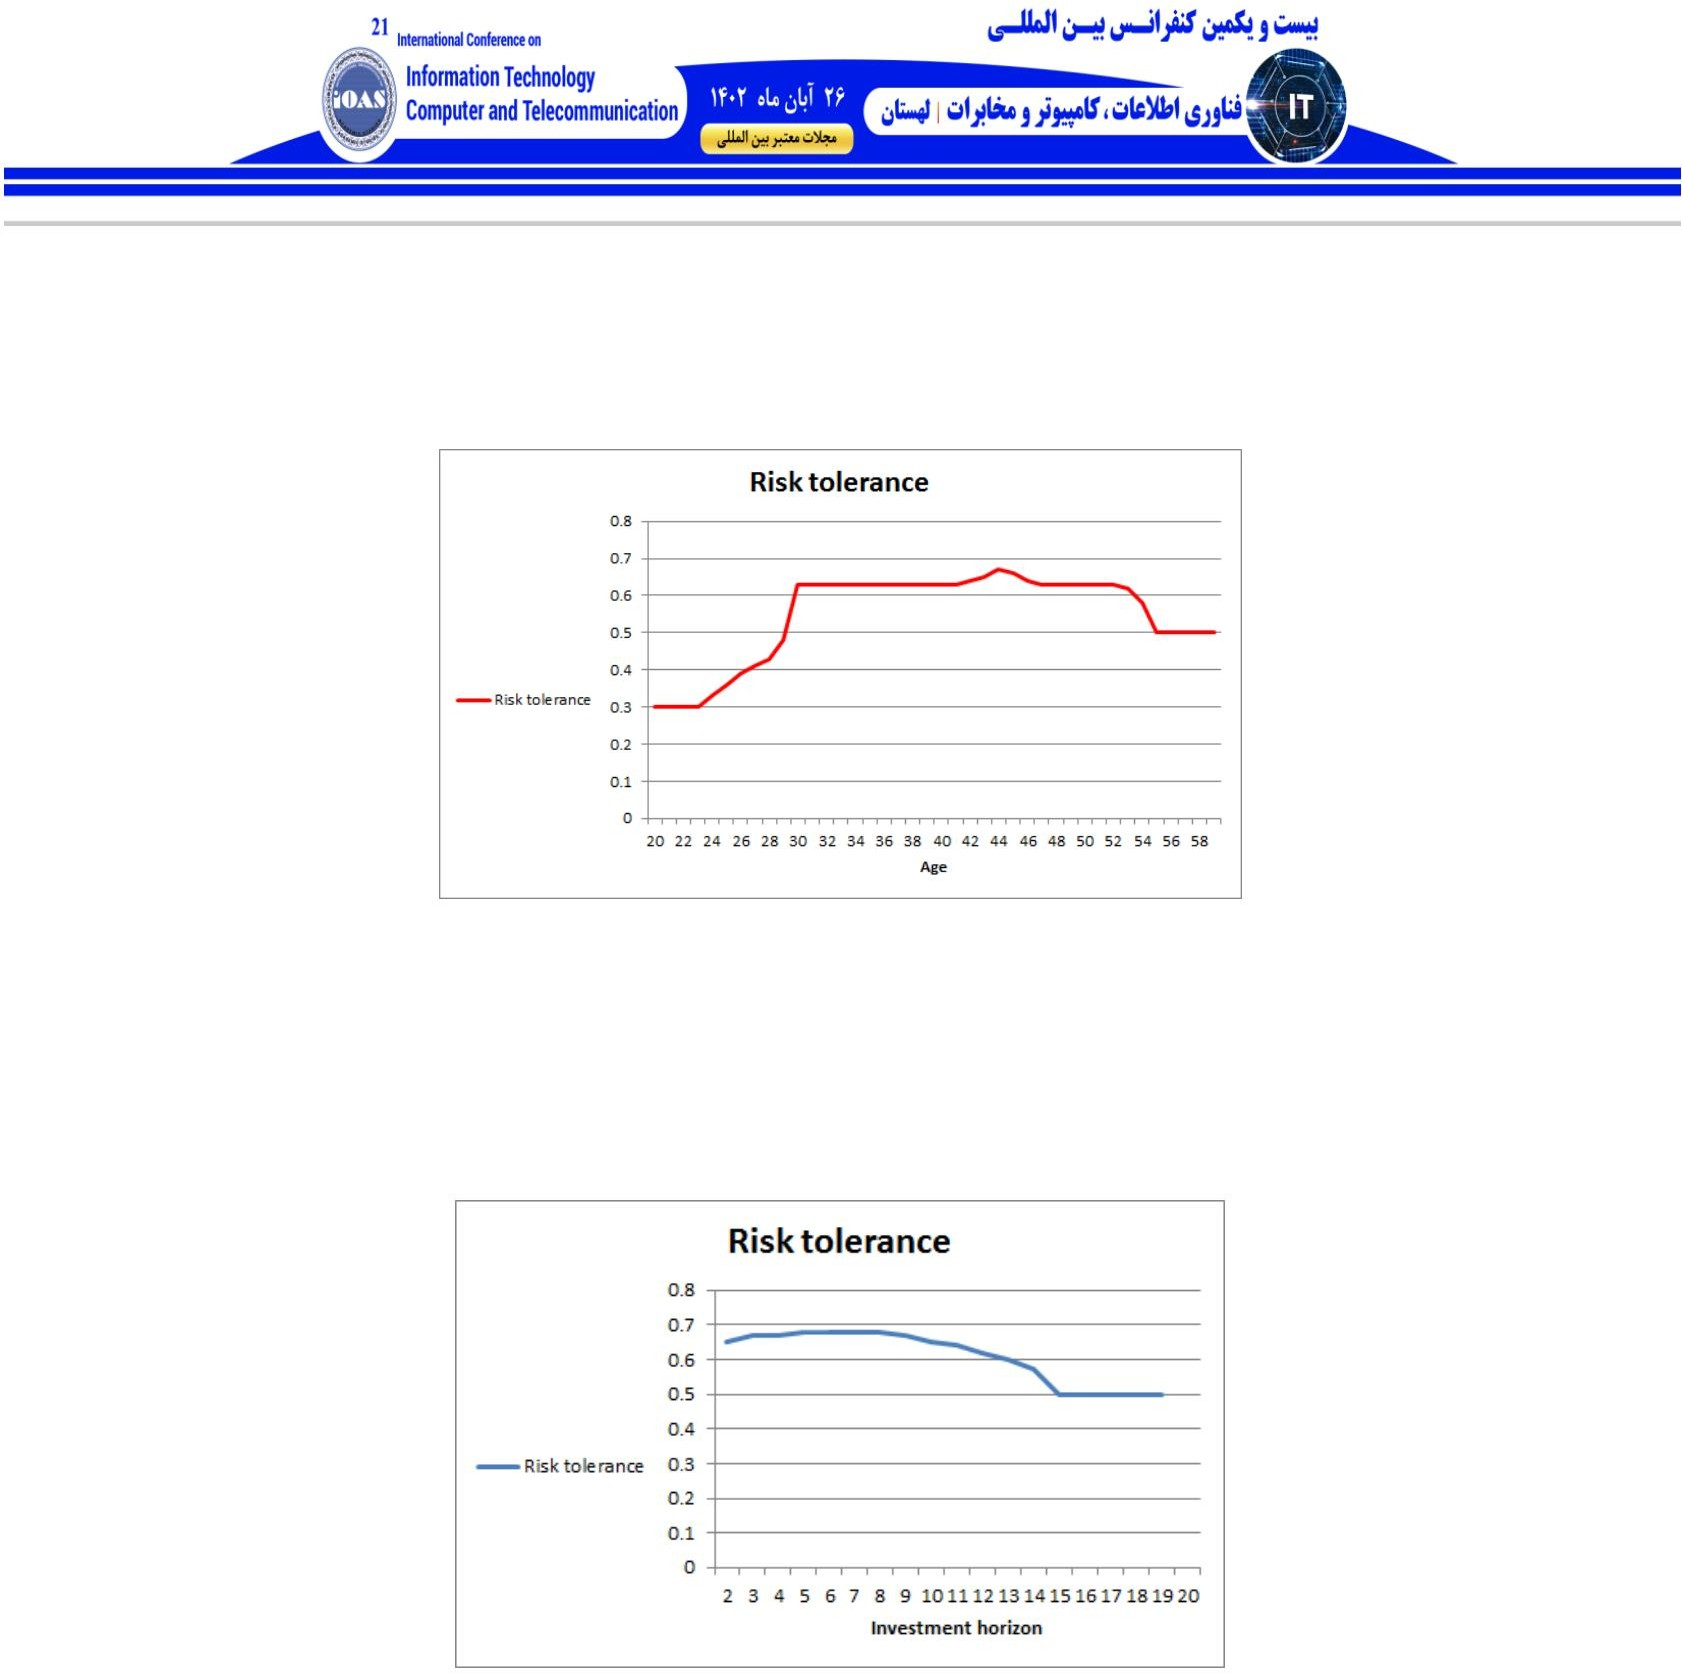 21
International Conference on
Information Technology
Computer and Telecommunication
بیست و یکمین کنفرانس بین المللی
فناوری اطلاعات، کامپیوتر و مخابرات | لهستان
۲۶ آبان ماه ۱۴۰۲
مجلات معتبر بین المللی
IT
Risk tolerance
0.8
0.7
0.6
0.5
0.4
0.3
0.2
0.1
0
Risk tolerance
20 22 24 26 28 30 32 34 36 38 40 42 44 46 48 50 52 54 56 58
Age
Risk tolerance
0.8
0.7
0.6
0.5
0.4
0.3
0.2
0.1
0
Risk tolerance
2 3 4 5 6 7 8 9 10 11 12 13 14 15 16 17 18 19 20
Investment horizon